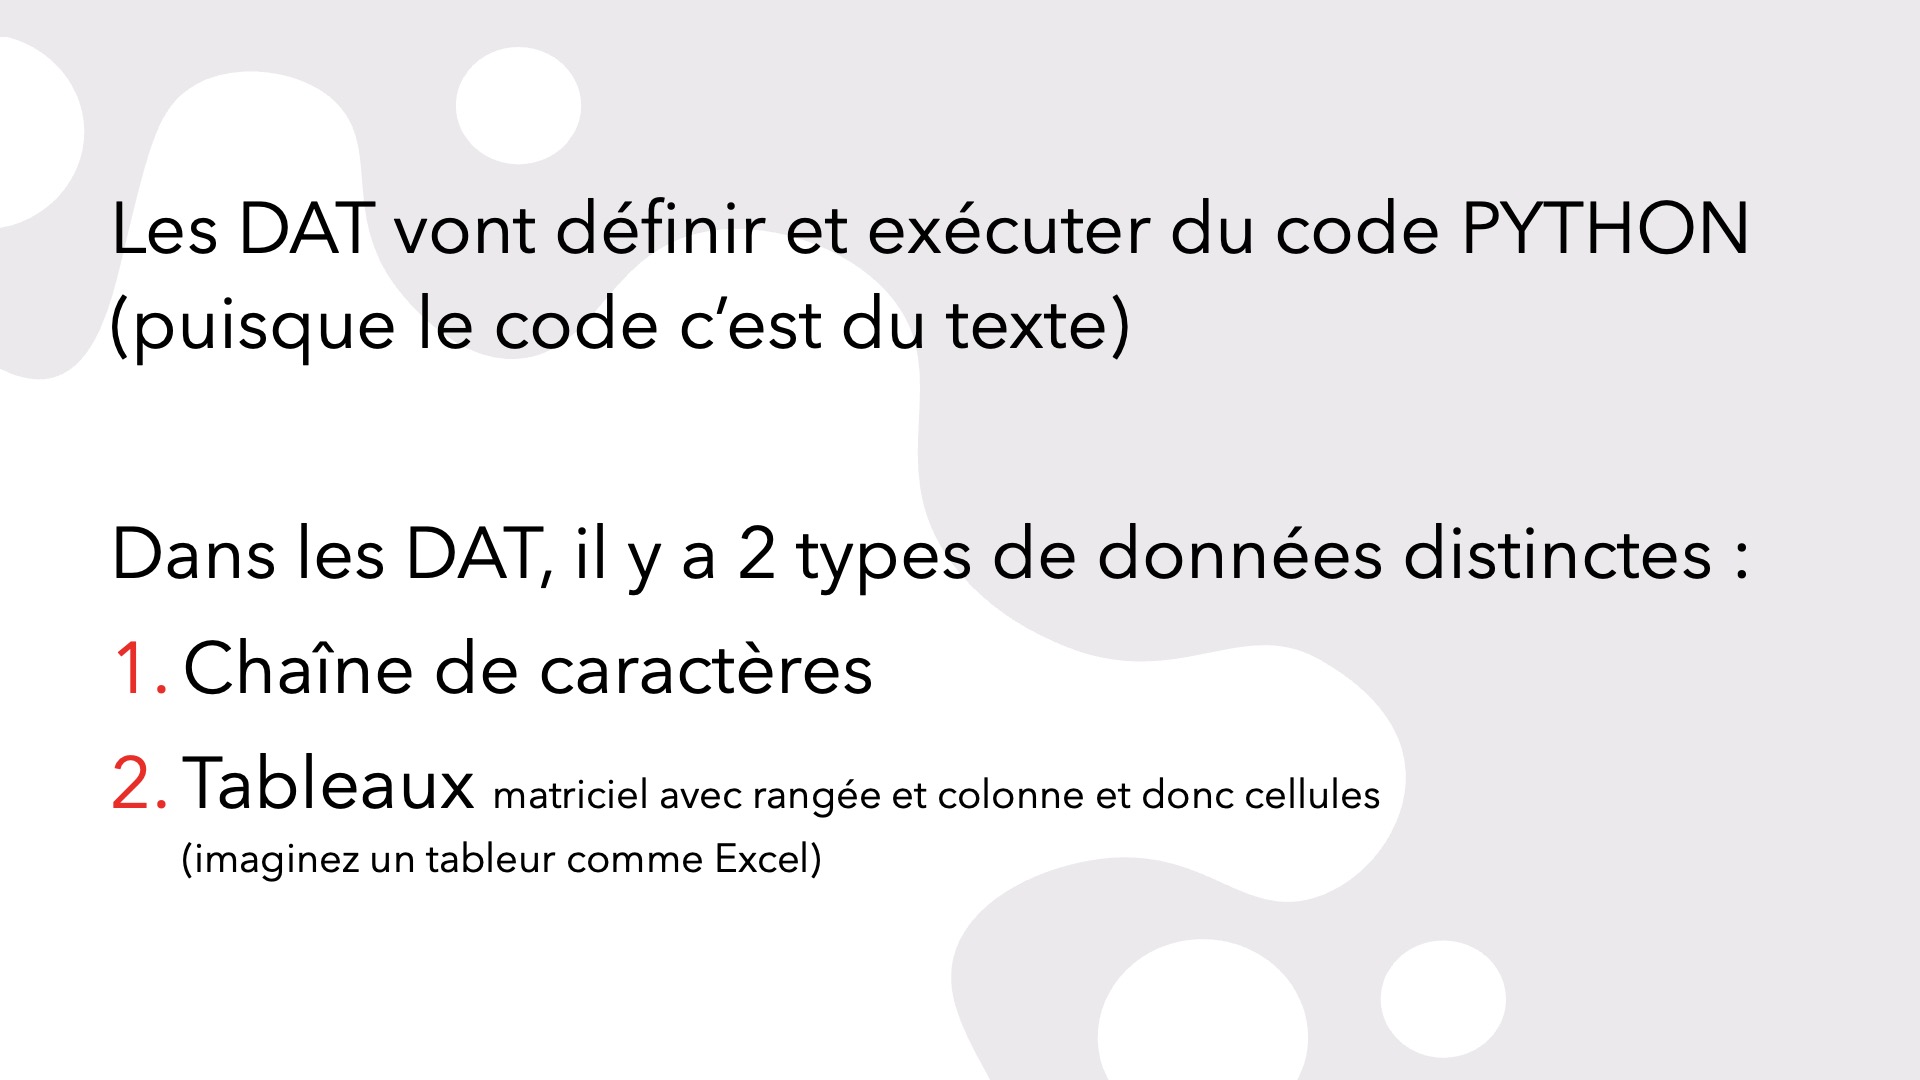 Les DAT vont définir et exécuter du code PYTHON
(puisque le code c’est du texte)
Dans les DAT, il y a 2 types de données distinctes :
1. Chaîne de caractères
2. Tableaux matriciel avec rangée et colonne et donc cellules
(imaginez un tableur comme Excel)